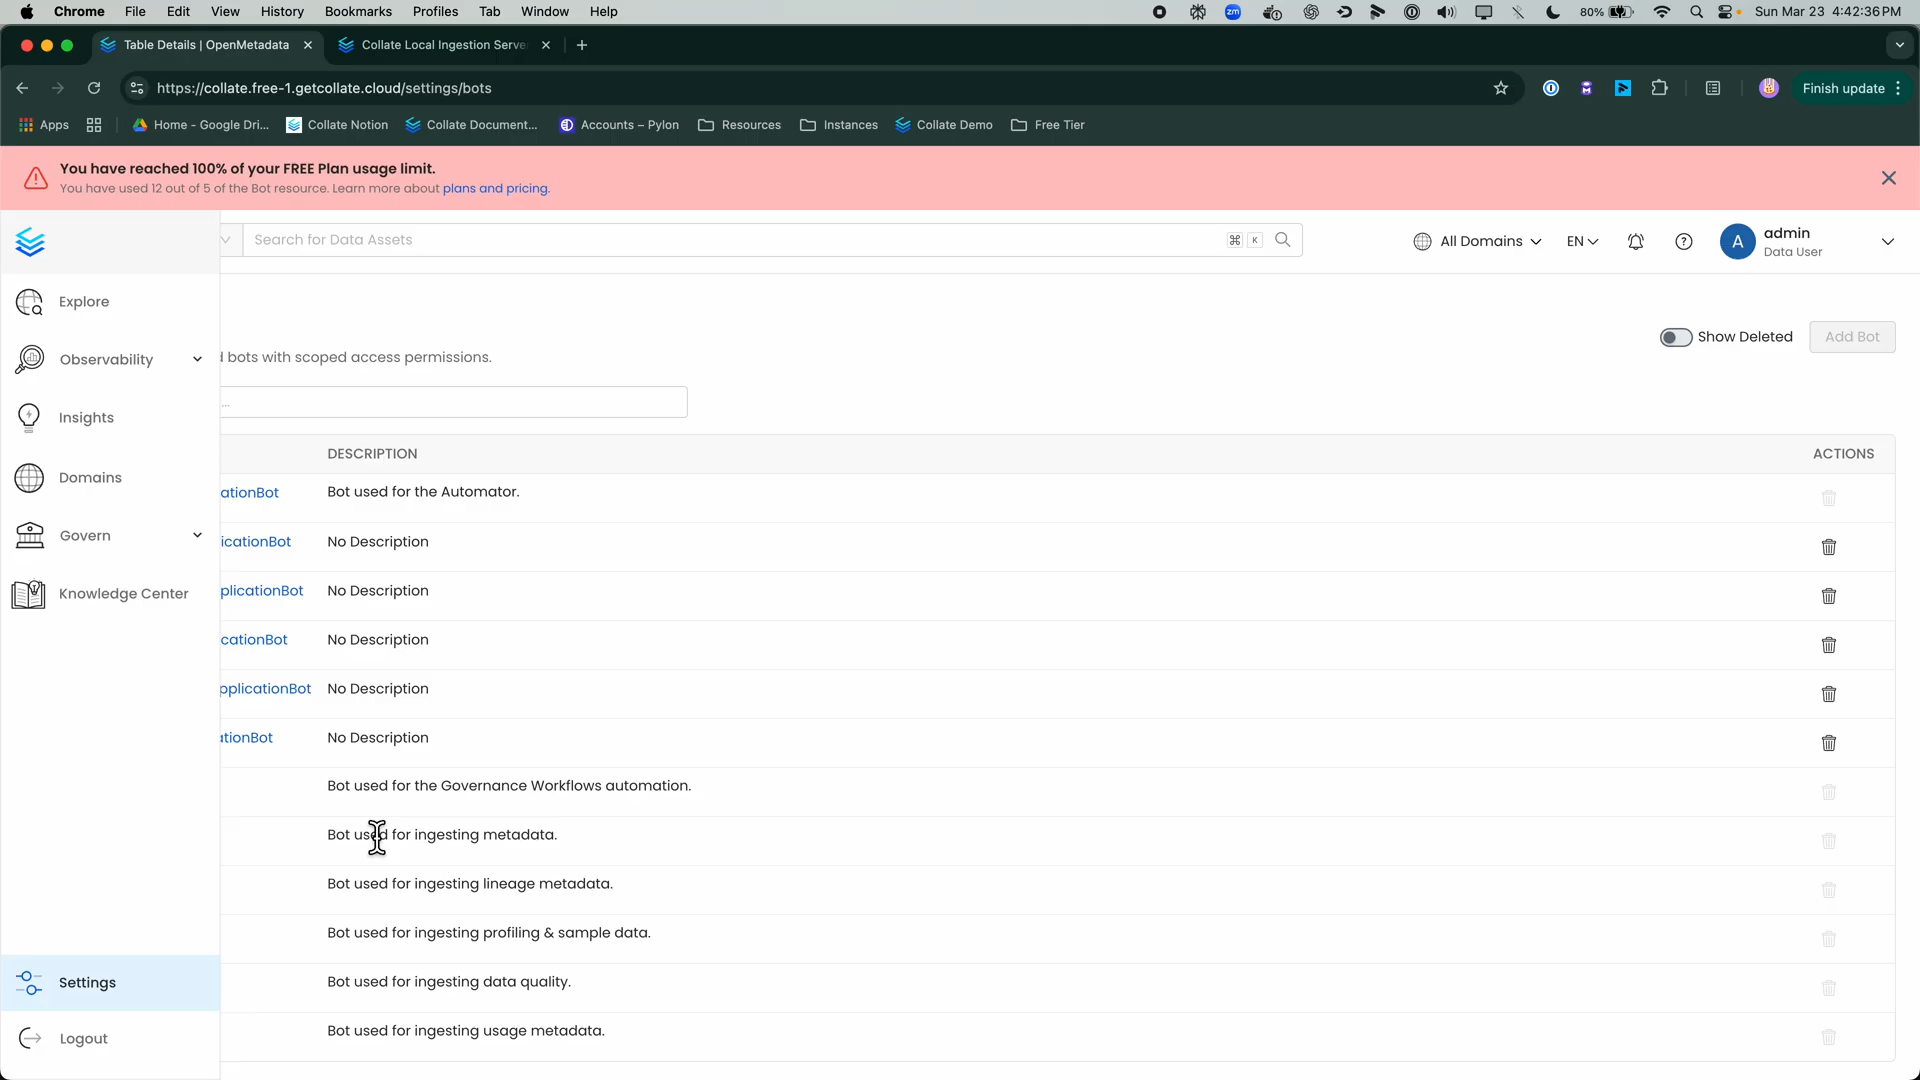 Chrome File Edit View History Bookmarks Profiles Tab Window Help zm 80% Sun Mar 23 4:42:36 PM
Table Details | OpenMetadata Collate Local Ingestion Serve
https://collate.free-1.getcollate.cloud/settings/bots Finish update
Apps Home - Google Dri... Collate Notion Collate Document... Accounts – Pylon Resources Instances Collate Demo Free Tier
You have reached 100% of your FREE Plan usage limit.
You have used 12 out of 5 of the Bot resource. Learn more about plans and pricing.
Search for Data Assets ⌘ K All Domains EN A admin
Data User
Explore
Show Deleted Add Bot
Observability
bots with scoped access permissions.
...
Insights
DESCRIPTION ACTIONS
Domains
ationBot Bot used for the Automator.
Govern
icationBot No Description
plicationBot No Description
Knowledge Center
cationBot No Description
pplicationBot No Description
ationBot No Description
Bot used for the Governance Workflows automation.
Bot used for ingesting metadata.
Bot used for ingesting lineage metadata.
Bot used for ingesting profiling & sample data.
Settings
Bot used for ingesting data quality.
Bot used for ingesting usage metadata.
Logout